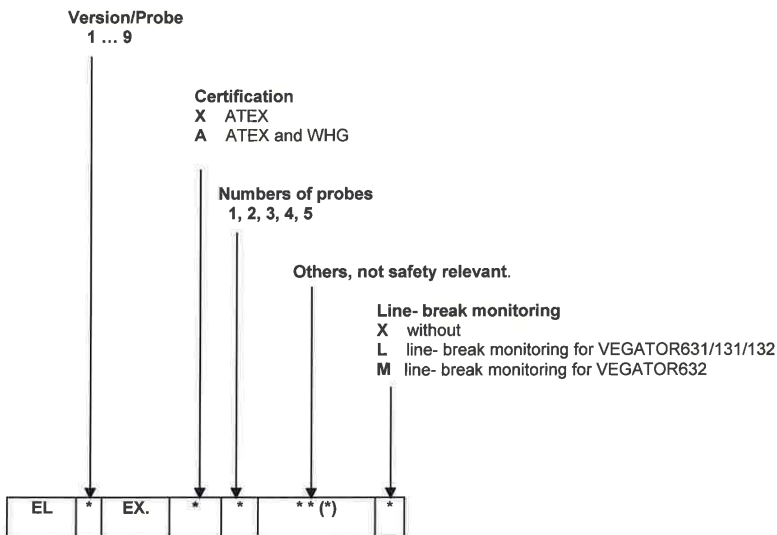 Version/Probe
1 ... 9
Certification
X ATEX
A ATEX and WHG
Numbers of probes
1, 2, 3, 4, 5
Others, not safety relevant.
Line- break monitoring
X without
L line- break monitoring for VEGATOR631/131/132
M line- break monitoring for VEGATOR632
EL * EX. * * * * (*) *